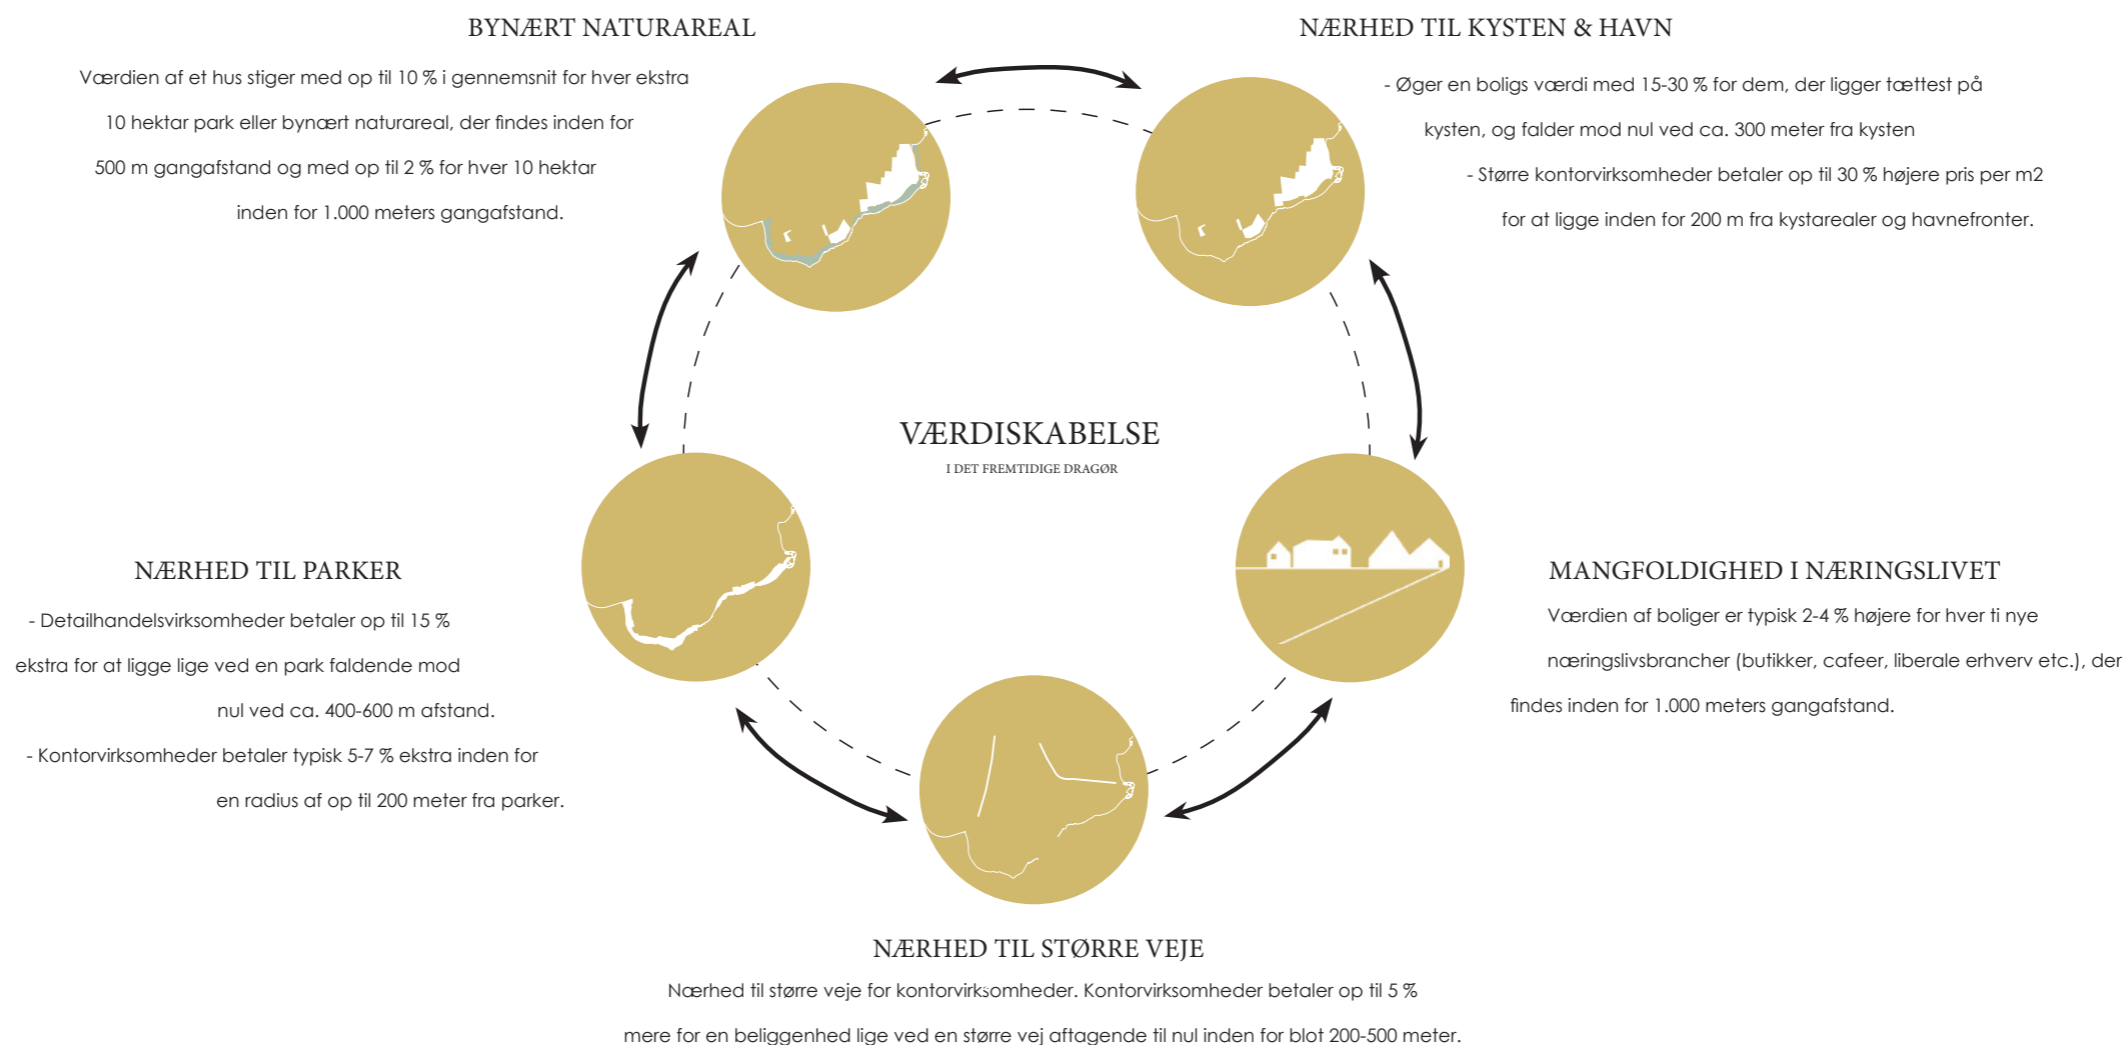 BYNÆRT NATURAREAL
Værdien af et hus stiger med op til 10 % i gennemsnit for hver ekstra
10 hektar park eller bynært naturareal, der findes inden for
500 m gangafstand og med op til 2 % for hver 10 hektar
inden for 1.000 meters gangafstand.
NÆRHED TIL KYSTEN & HAVN
- Øger en boligs værdi med 15-30 % for dem, der ligger tættest på
kysten, og falder mod nul ved ca. 300 meter fra kysten
- Større kontorvirksomheder betaler op til 30 % højere pris per m2
for at ligge inden for 200 m fra kystarealer og havnefronter.
VÆRDISKABELSE
I DET FREMTIDIGE DRAGØR
NÆRHED TIL PARKER
- Detailhandelsvirksomheder betaler op til 15 %
ekstra for at ligge lige ved en park faldende mod
nul ved ca. 400-600 m afstand.
- Kontorvirksomheder betaler typisk 5-7 % ekstra inden for
en radius af op til 200 meter fra parker.
MANGFOLDIGHED I NÆRINGSLIVET
Værdien af boliger er typisk 2-4 % højere for hver ti nye
næringslivsbrancher (butikker, cafeer, liberale erhverv etc.), der
findes inden for 1.000 meters gangafstand.
NÆRHED TIL STØRRE VEJE
Nærhed til større veje for kontorvirksomheder. Kontorvirksomheder betaler op til 5 %
mere for en beliggenhed lige ved en større vej aftagende til nul inden for blot 200-500 meter.